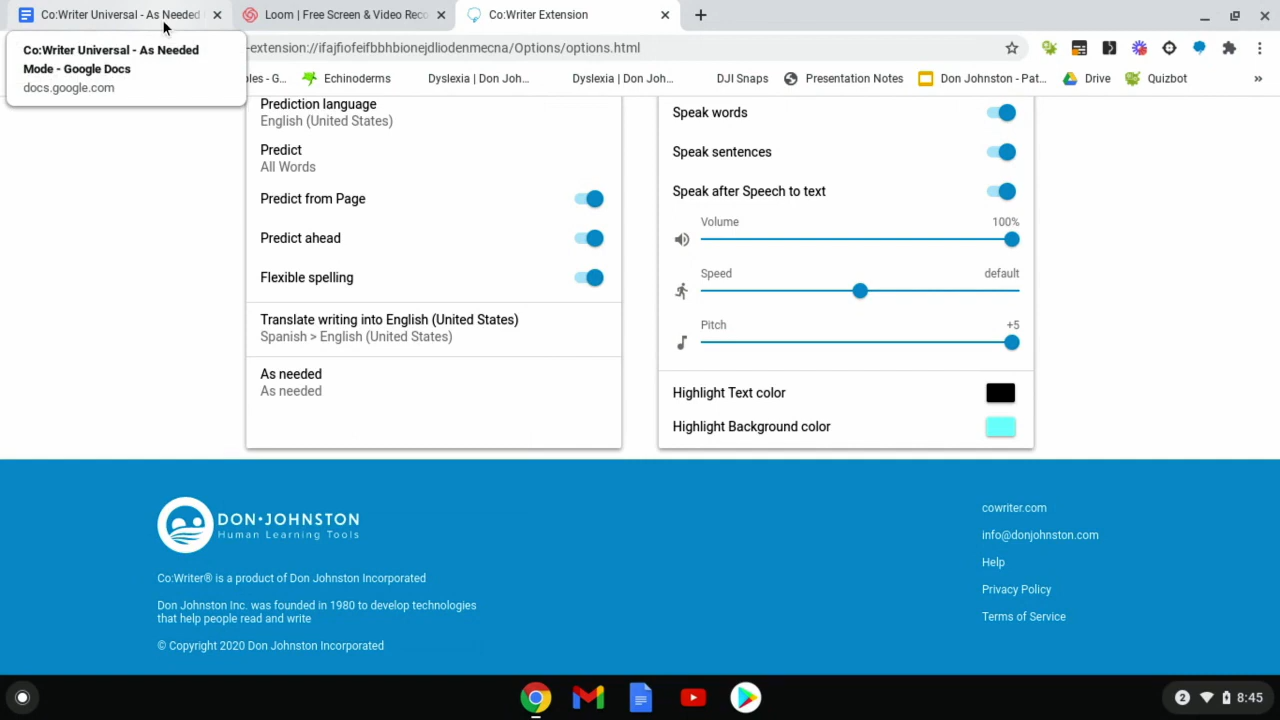 Co:Writer Universal - As Needed
Loom | Free Screen & Video Reco
Co:Writer Extension
Co:Writer Universal - As Needed
Mode - Google Docs
docs.google.com
-extension://ifajfiofeifbbhbionejdliodenmecna/Options/options.html
les - G...
Echinoderms
Dyslexia | Don Joh...
Dyslexia | Don Joh...
DJI Snaps
Presentation Notes
Don Johnston - Pat...
Drive
Quizbot
»
Prediction language
English (United States)
Predict
All Words
Predict from Page
Predict ahead
Flexible spelling
Translate writing into English (United States)
Spanish > English (United States)
As needed
As needed
Speak words
Speak sentences
Speak after Speech to text
Volume 100%
Speed default
Pitch +5
Highlight Text color
Highlight Background color
DON•JOHNSTON
Human Learning Tools
Co:Writer® is a product of Don Johnston Incorporated
Don Johnston Inc. was founded in 1980 to develop technologies
that help people read and write
© Copyright 2020 Don Johnston Incorporated
cowriter.com
info@donjohnston.com
Help
Privacy Policy
Terms of Service
2
8:45